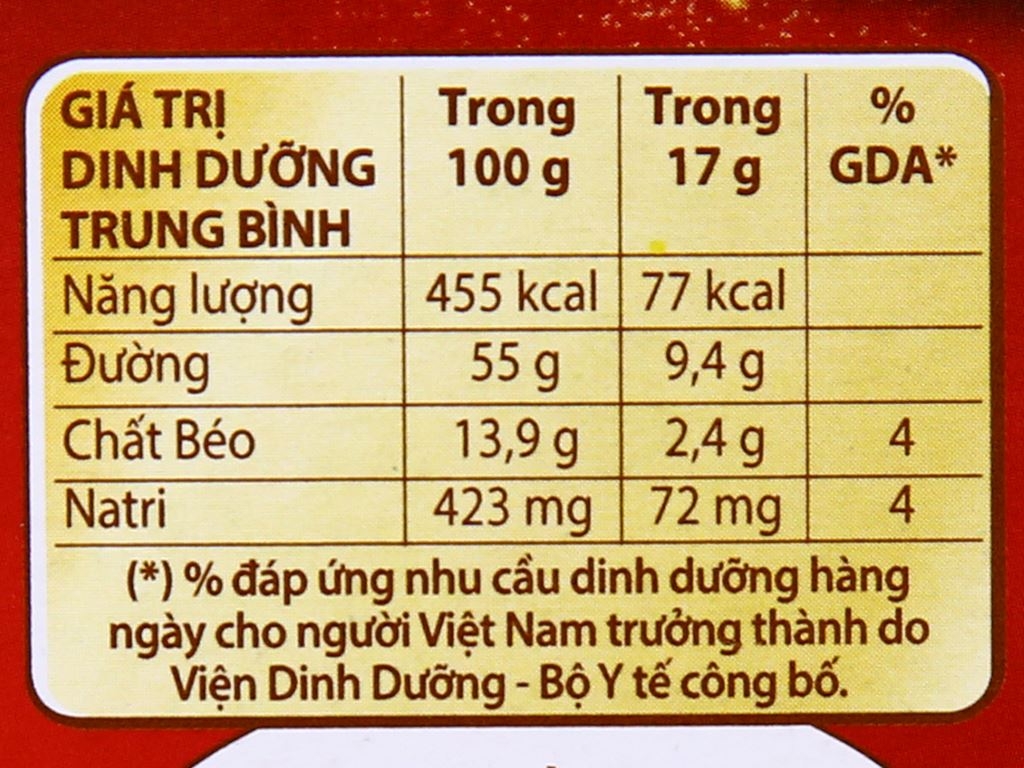 GIÁ TRỊ DINH DƯỠNG TRUNG BÌNH Trong 100 g Trong 17 g % GDA*
Năng lượng 455 kcal 77 kcal
Đường 55 g 9,4 g
Chất Béo 13,9 g 2,4 g 4
Natri 423 mg 72 mg 4
(*) % đáp ứng nhu cầu dinh dưỡng hàng
ngày cho người Việt Nam trưởng thành do
Viện Dinh Dưỡng - Bộ Y tế công bố.